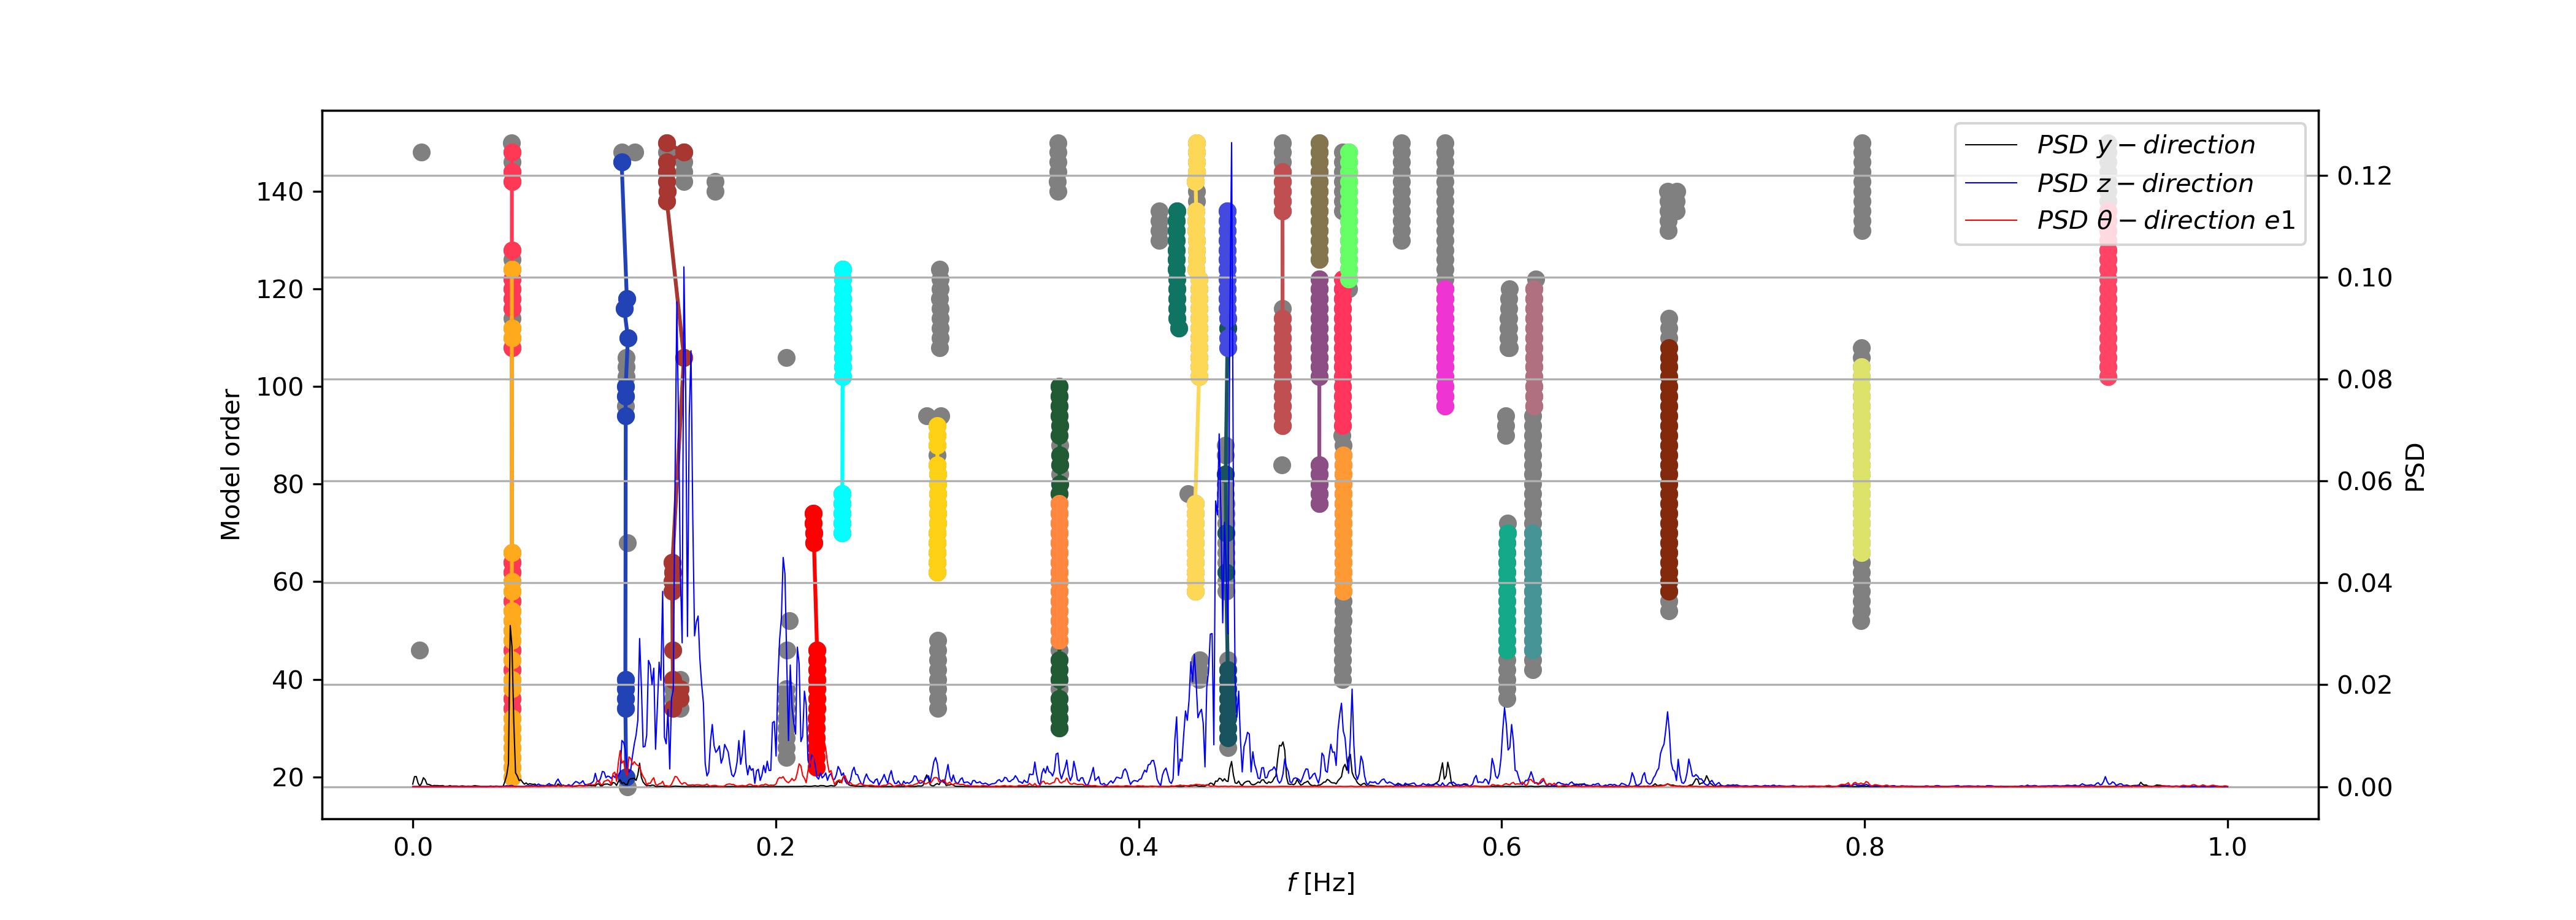 PSD y − direction
PSD z − direction
PSD θ − direction e1
Model order
140
120
100
80
60
40
20
0.12
0.10
0.08
0.06
0.04
0.02
0.00
PSD
0.0 0.2 0.4 0.6 0.8 1.0
f [Hz]